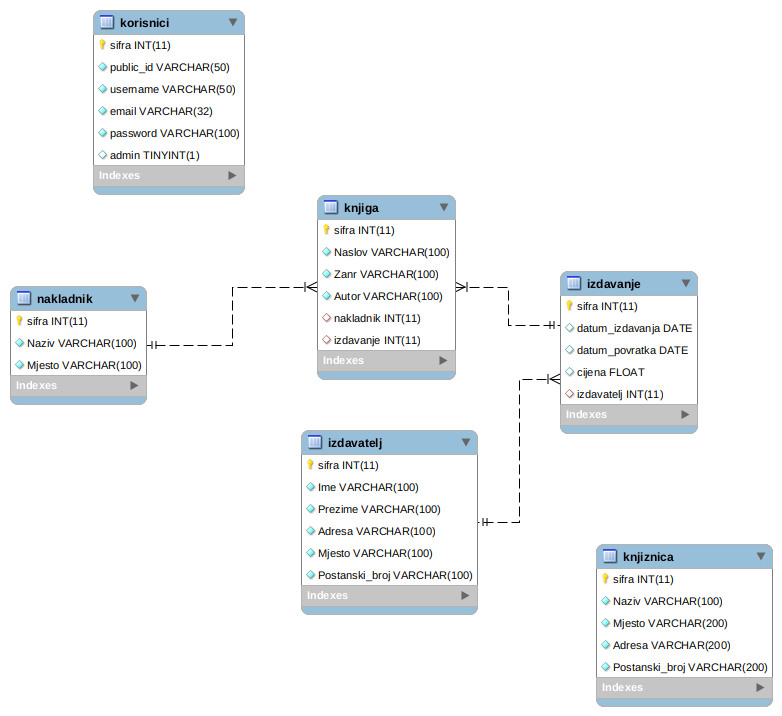 korisnici
sifra INT(11)
public_id VARCHAR(50)
username VARCHAR(50)
email VARCHAR(32)
password VARCHAR(100)
admin TINYINT(1)
Indexes
knjiga
sifra INT(11)
Naslov VARCHAR(100)
Zanr VARCHAR(100)
Autor VARCHAR(100)
nakladnik INT(11)
izdavanje INT(11)
Indexes
nakladnik
sifra INT(11)
Naziv VARCHAR(100)
Mjesto VARCHAR(100)
Indexes
izdavanje
sifra INT(11)
datum_izdavanja DATE
datum_povratka DATE
cijena FLOAT
izdavatelj INT(11)
Indexes
izdavatelj
sifra INT(11)
Ime VARCHAR(100)
Prezime VARCHAR(100)
Adresa VARCHAR(100)
Mjesto VARCHAR(100)
Postanski_broj VARCHAR(100)
Indexes
knjiznica
sifra INT(11)
Naziv VARCHAR(100)
Mjesto VARCHAR(200)
Adresa VARCHAR(200)
Postanski_broj VARCHAR(200)
Indexes